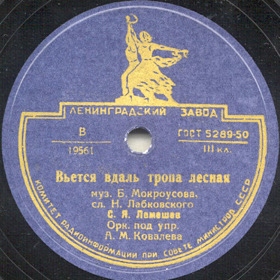 ЛЕНИНГРАДСКИЙ ЗАВОД
В ГОСТ 5289-50
19561 III кл.
Вьется вдаль тропа лесная
муз. Б. Мокроусова.
сл. Н. Лабковского
С. Я. Лемешев
Орк. под упр.
А. М. Ковалева
КОМИТЕТ РАДИОИНФОРМАЦИИ ПРИ СОВЕТЕ МИНИСТРОВ СССР